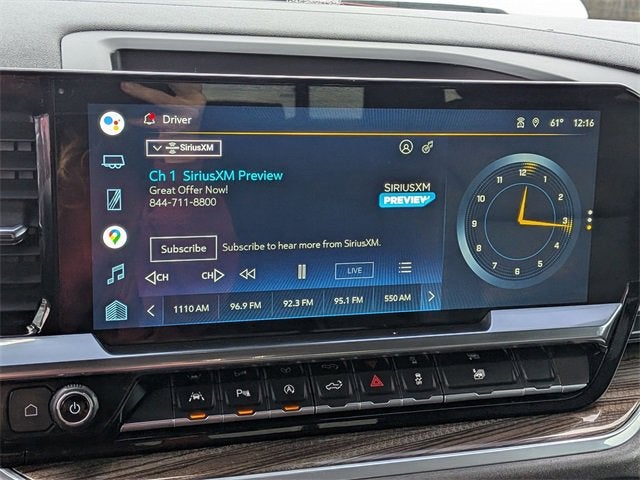 Driver
61° 12:16
SiriusXM
Ch 1 SiriusXM Preview
Great Offer Now!
844-711-8800
SIRIUSXM
PREVIEW
12
1
2
3
4
5
6
7
8
9
10
11
Subscribe
Subscribe to hear more from SiriusXM.
CH
CH
LIVE
1110 AM 96.9 FM 92.3 FM 95.1 FM 550 AM